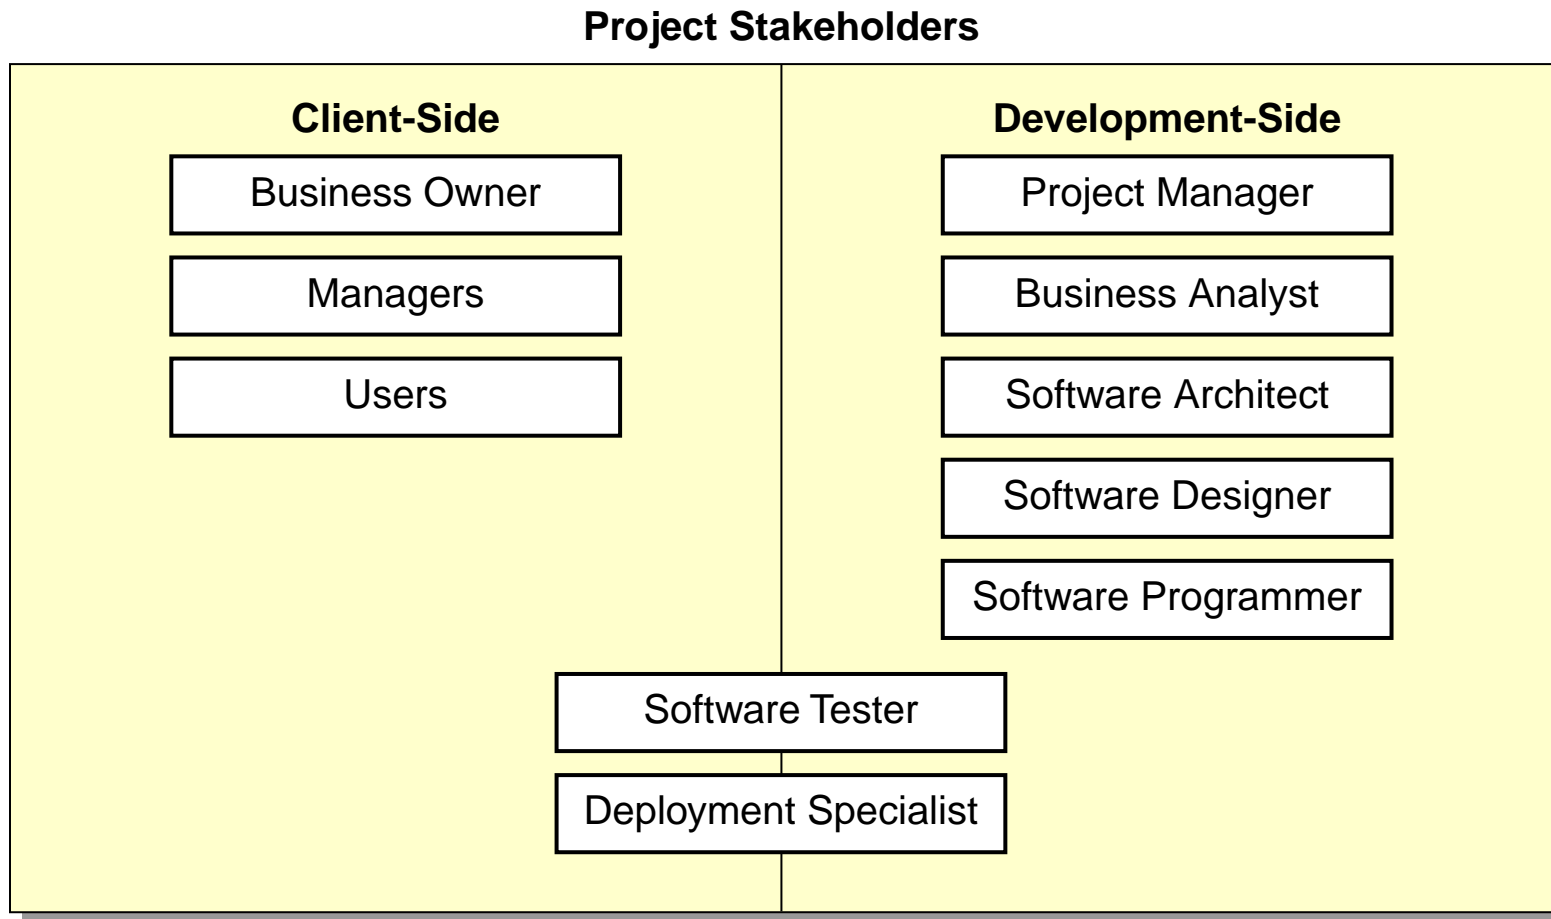 Project Stakeholders
Client-Side
Business Owner
Managers
Users
Development-Side
Project Manager
Business Analyst
Software Architect
Software Designer
Software Programmer
Software Tester
Deployment Specialist